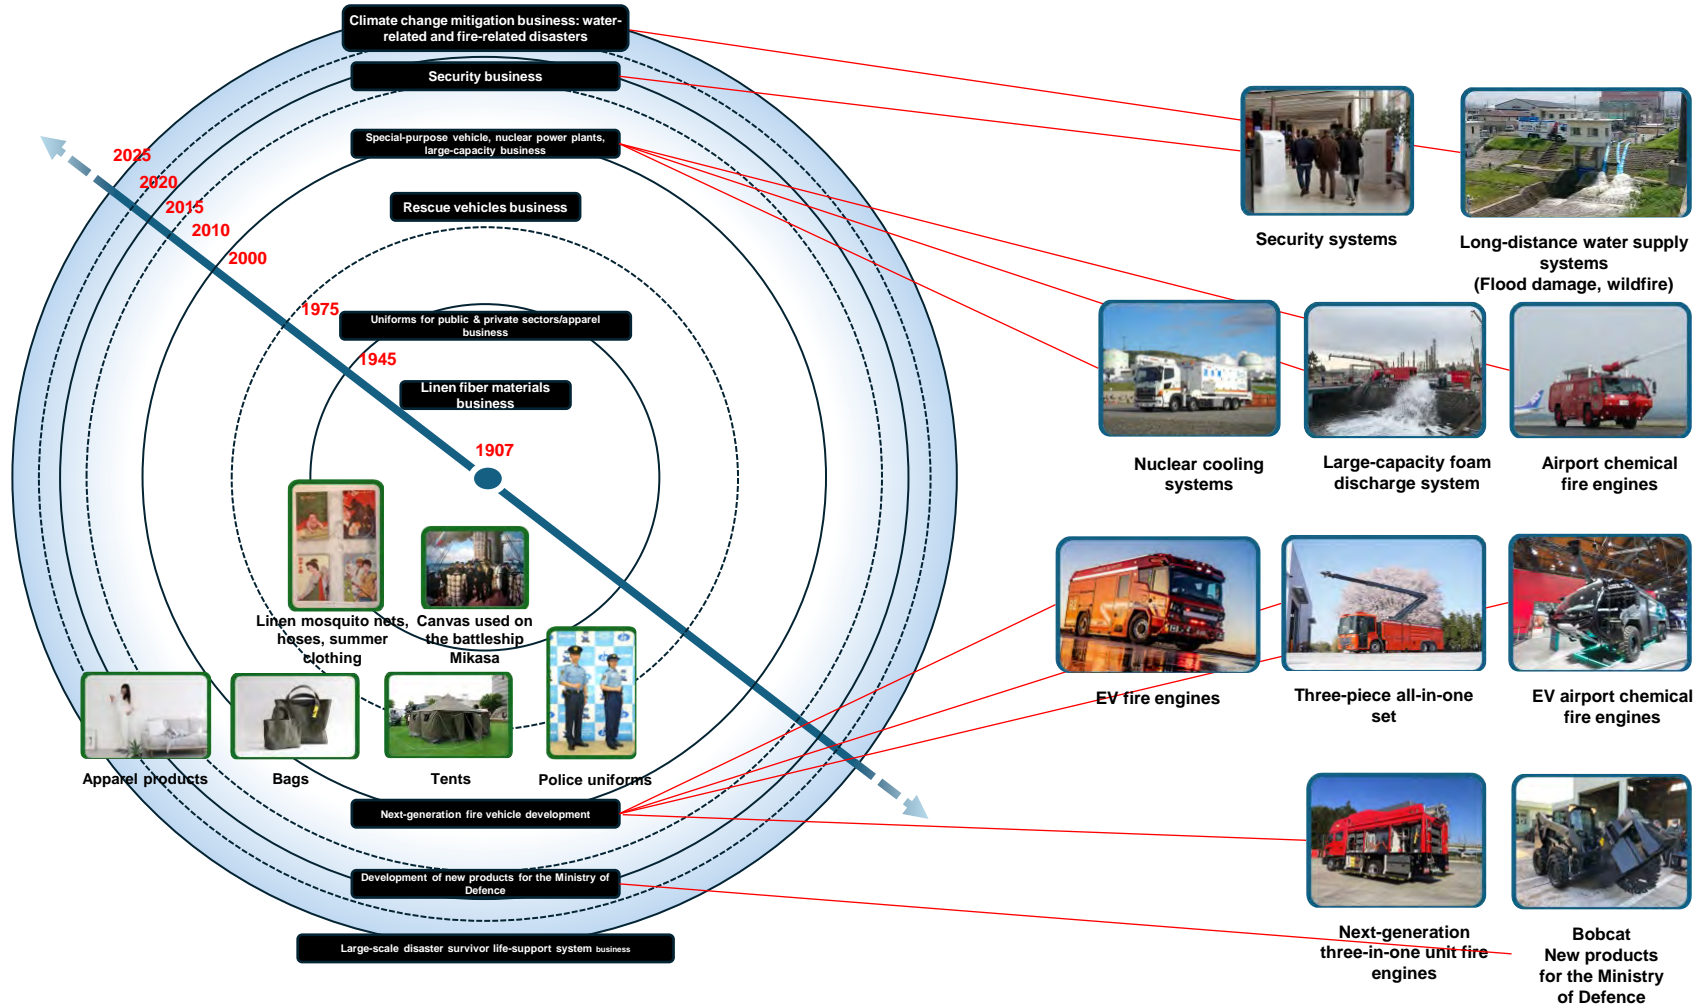 Climate change mitigation business: water-
related and fire-related disasters
Security business
Special-purpose vehicle, nuclear power plants,
large-capacity business
2025
2020
2015
2010
2000
Rescue vehicles business
1975
Uniforms for public & private sectors/apparel
business
1945
Linen fiber materials
business
1907
Linen mosquito nets,
hoses, summer
clothing
Canvas used on
the battleship
Mikasa
Apparel products
Bags
Tents
Police uniforms
Next-generation fire vehicle development
Development of new products for the Ministry of
Defence
Large-scale disaster survivor life-support system business
Security systems
Long-distance water supply
systems
(Flood damage, wildfire)
Nuclear cooling
systems
Large-capacity foam
discharge system
Airport chemical
fire engines
EV fire engines
Three-piece all-in-one
set
EV airport chemical
fire engines
Next-generation
three-in-one unit fire
engines
Bobcat
New products
for the Ministry
of Defence